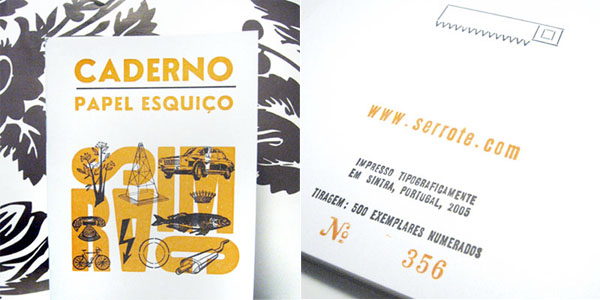 CADERNO
PAPEL ESQUIÇO
www.serrote.com
IMPRESSO TIPOGRAFICAMENTE
EM SINTRA, PORTUGAL, 2005
TIRAGEM: 500 EXEMPLARES NUMERADOS
Nº 356